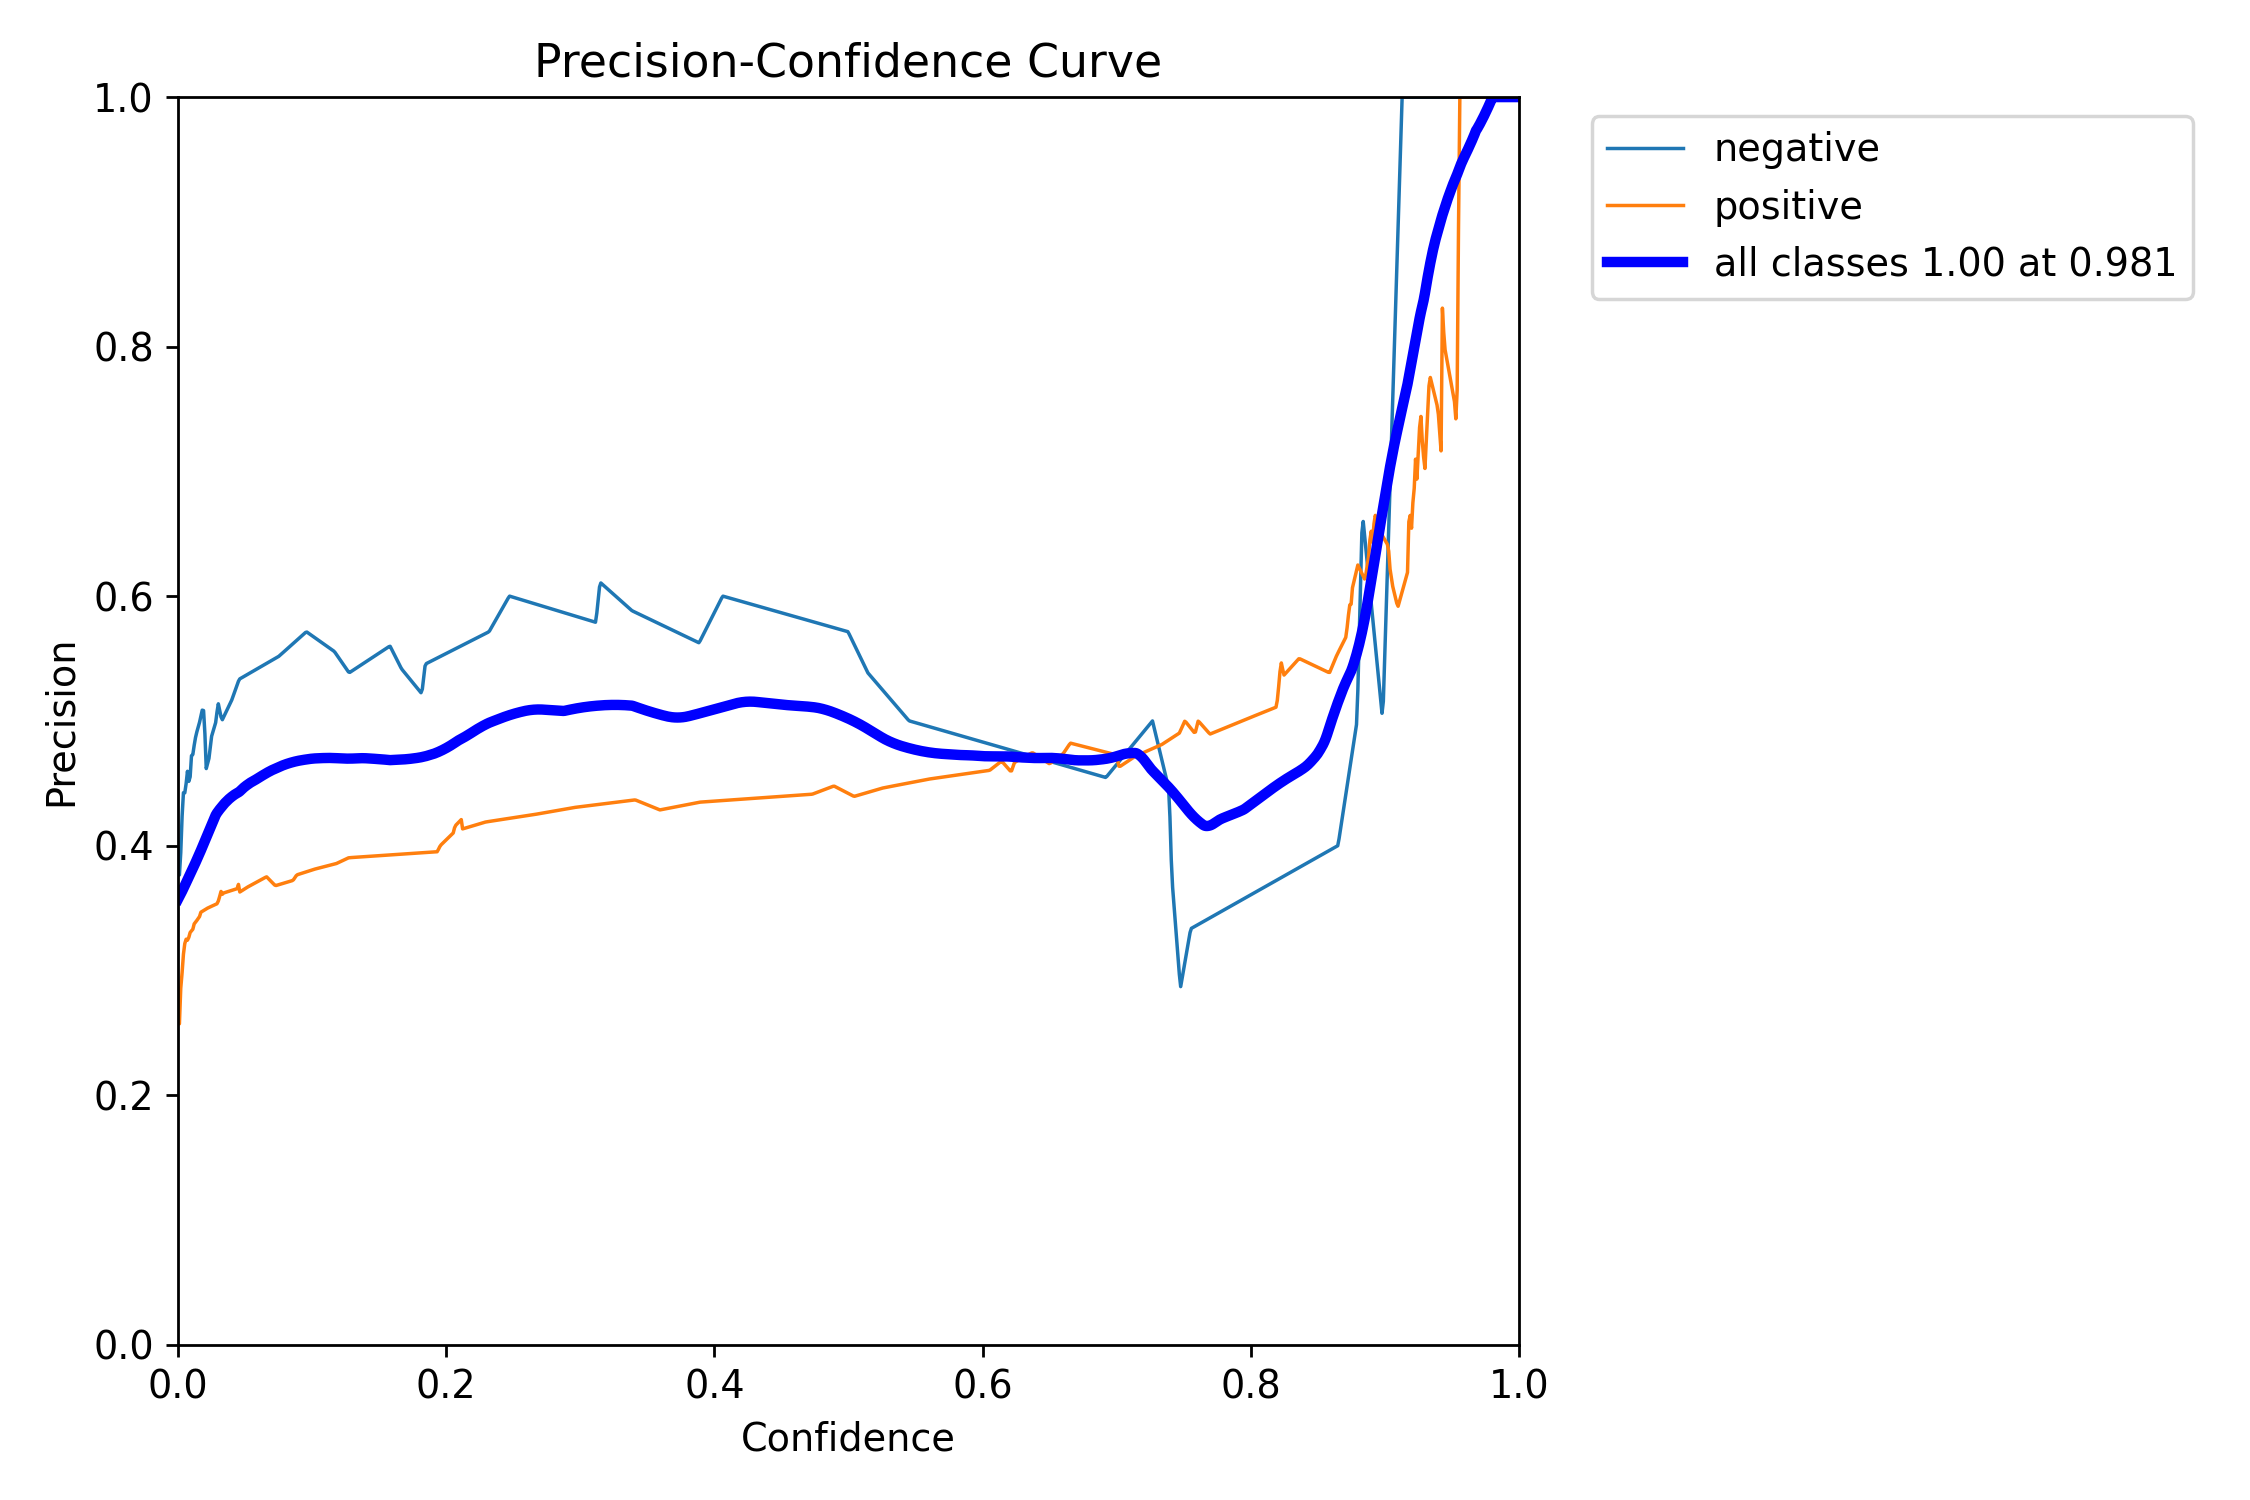 Precision-Confidence Curve
1.0
0.8
0.6
0.4
0.2
0.0
Precision
0.0 0.2 0.4 0.6 0.8 1.0
Confidence
negative
positive
all classes 1.00 at 0.981